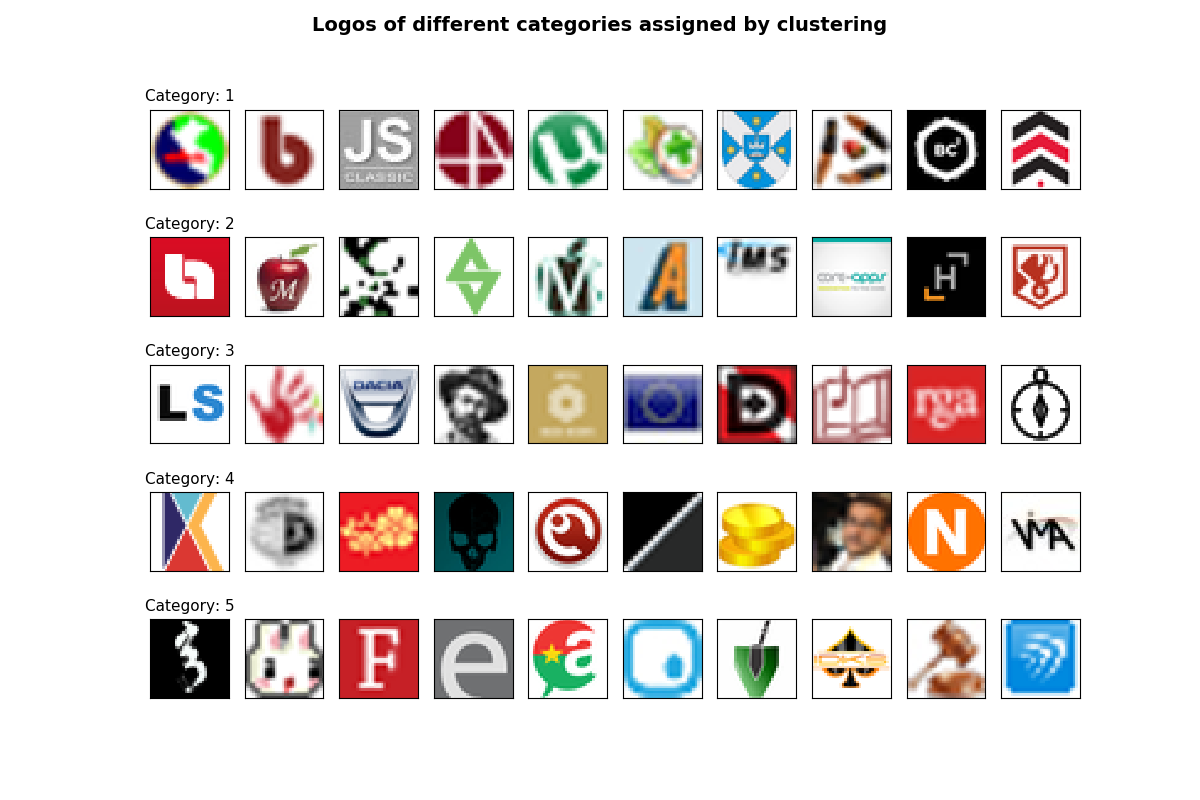 Logos of different categories assigned by clustering
Category: 1
b
JS
CLASSIC
µ
BC
Category: 2
M
A
IMS
core-apps
H
Category: 3
LS
DACIA
D
rga
Category: 4
D
N
VIMA
Category: 5
F
e
a